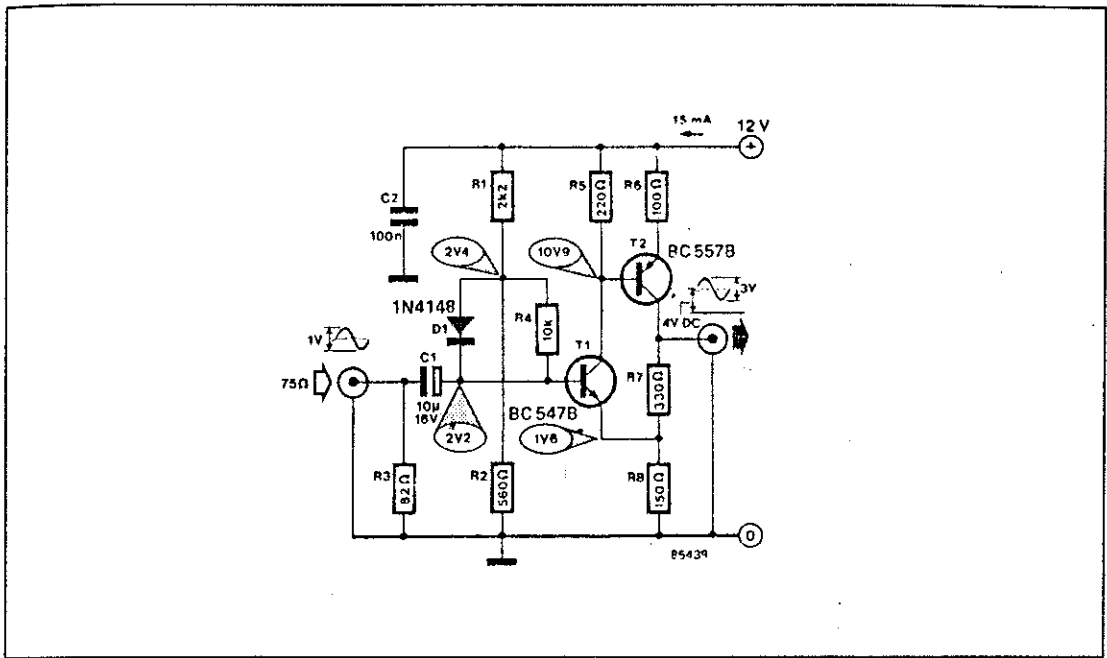 15 mA
12 V
+
R1
2k2
R5
220Ω
R6
100Ω
C2
100n
T2
BC557B
2V4
10V9
3V
1N4148
D1
R4
10k
4V DC
1V
T1
75Ω
C1
10µ
16V
BC547B
R7
330Ω
2V2
1V6
R3
82Ω
R2
560Ω
R8
150Ω
0
85439